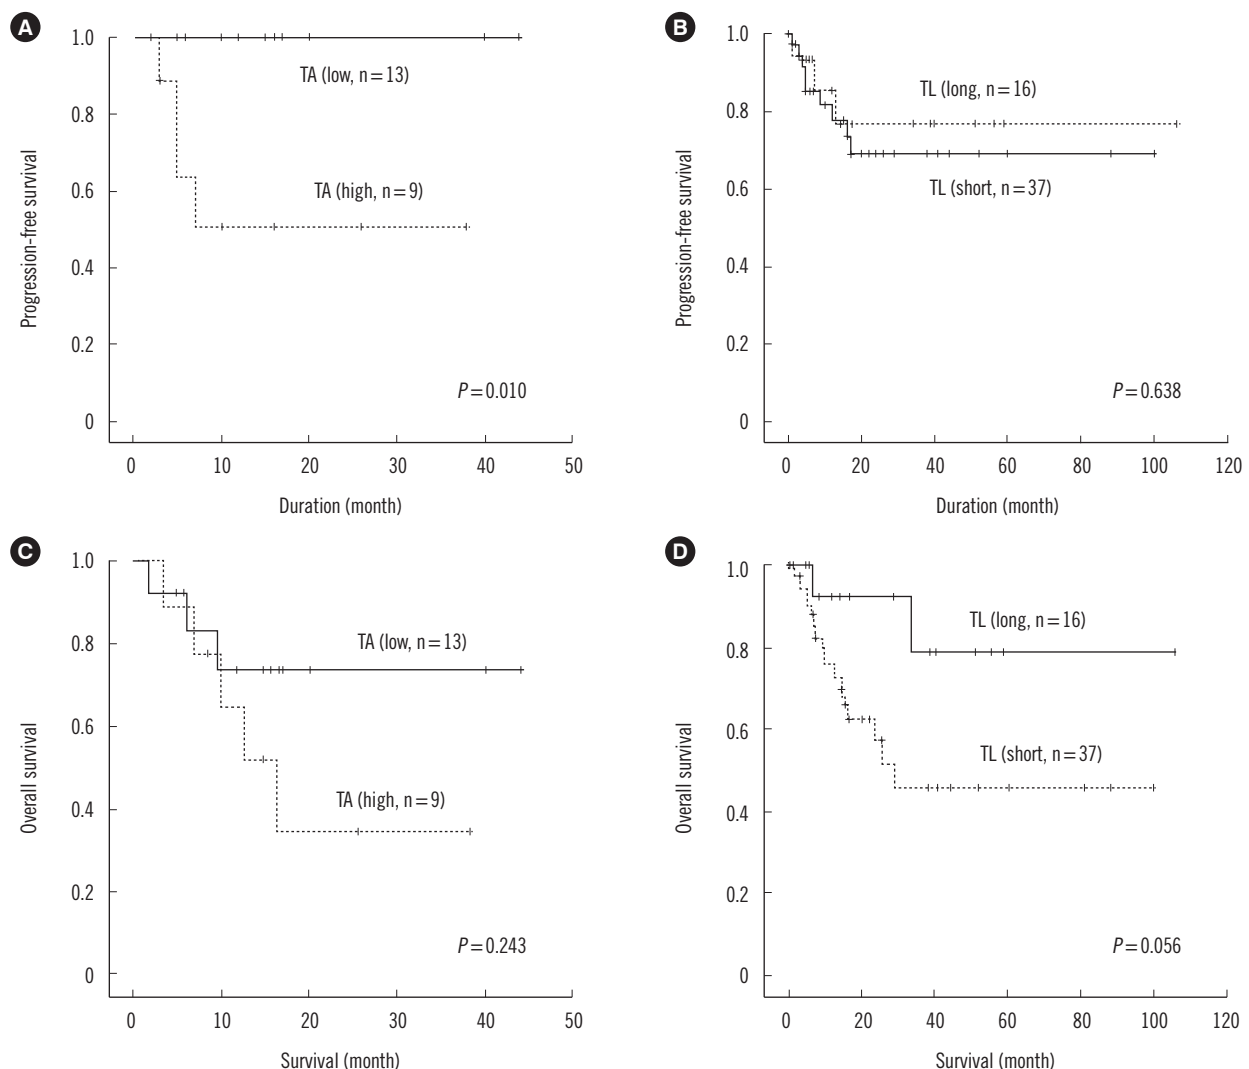 A
1.0
0.8
0.6
0.4
0.2
0
Progression-free survival
TA (low, n=13)
TA (high, n=9)
P=0.010
0 10 20 30 40 50
Duration (month)
B
1.0
0.8
0.6
0.4
0.2
0
Progression-free survival
TL (long, n=16)
TL (short, n=37)
P=0.638
0 20 40 60 80 100 120
Duration (month)
C
1.0
0.8
0.6
0.4
0.2
0
Overall survival
TA (low, n=13)
TA (high, n=9)
P=0.243
0 10 20 30 40 50
Survival (month)
D
1.0
0.8
0.6
0.4
0.2
0
Overall survival
TL (long, n=16)
TL (short, n=37)
P=0.056
0 20 40 60 80 100 120
Survival (month)